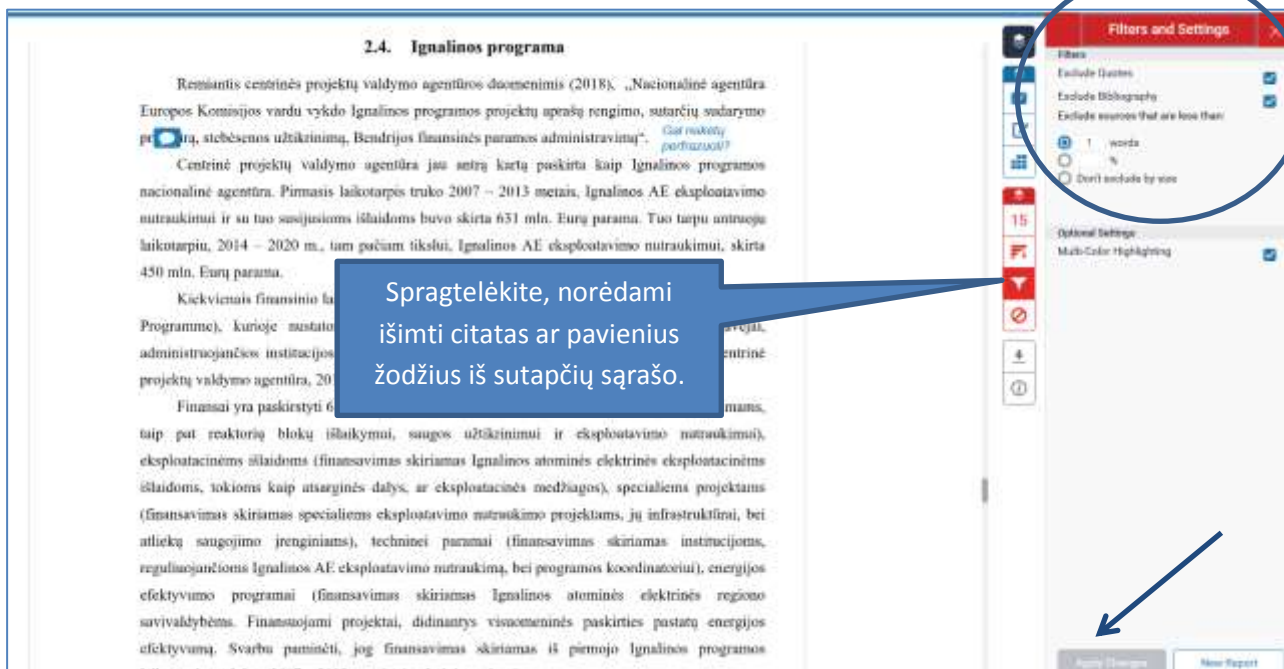 2.4. Ignalinos programa
Remiantis centrinės projektų valdymo agentūros duomenimis (2018), „Nacionalinė agentūra
Europos Komisijos vardu vykdo Ignalinos programos projektų aprašų rengimo, sutarčių sudarymo
stebėsenos užtikrinimą, Bendrijos finansinės paramos administravimą“.
Gal reikėtų
perfrazuoti?
Centrinė projektų valdymo agentūra jau antrą kartą paskirta kaip Ignalinos programos
nacionalinė agentūra. Pirmasis laikotarpis truko 2007 – 2013 metais, Ignalinos AE eksploatavimo
nutraukimui ir su tuo susijusioms išlaidoms buvo skirta 631 mln. Eurų parama. Tuo tarpu antruoju
laikotarpiu, 2014 – 2020 m., tam pačiam tikslui, Ignalinos AE eksploatavimo nutraukimui, skirta
450 mln. Eurų parama.
Kiekvienais finansinio
Programme), kurioje
administruojančios institucijos
projektų valdymo agentūra,
Finansai yra paskirstyti 6
taip pat reaktorių blokų išlaikymui, saugos užtikrinimui ir eksploatavimo nutraukimui),
eksploatacinėms išlaidoms (finansavimas skiriamas Ignalinos atominės elektrinės eksploatacinėms
išlaidoms, tokioms kaip atsarginės dalys, ar eksploatacinės medžiagos), specialiems projektams
(finansavimas skiriamas specialiems eksploatavimo nutraukimo projektams, jų infrastruktūrai, bei
atliekų saugojimo įrenginiams), techninei paramai (finansavimas skiriamas institucijoms,
reguliuojančioms Ignalinos AE eksploatavimo nutraukimą, bei programos koordinatoriui), energijos
efektyvumo programai (finansavimas skiriamas Ignalinos atominės elektrinės regiono
savivaldybėms. Finansuojami projektai, didinantys visuomeninės paskirties pastatų energijos
efektyvumą. Svarbu paminėti, jog finansavimas skiriamas iš pirmojo Ignalinos programos
Spragtelėkite, norėdami
išimti citatas ar pavienius
žodžius iš sutapčių sąrašo.
15
Filters and Settings
Filters
Exclude Quotes
Exclude Bibliography
Exclude sources that are less than:
1 words
%
Don't exclude by size
Optional Settings
Multi-Color Highlighting
Apply Changes
New Report